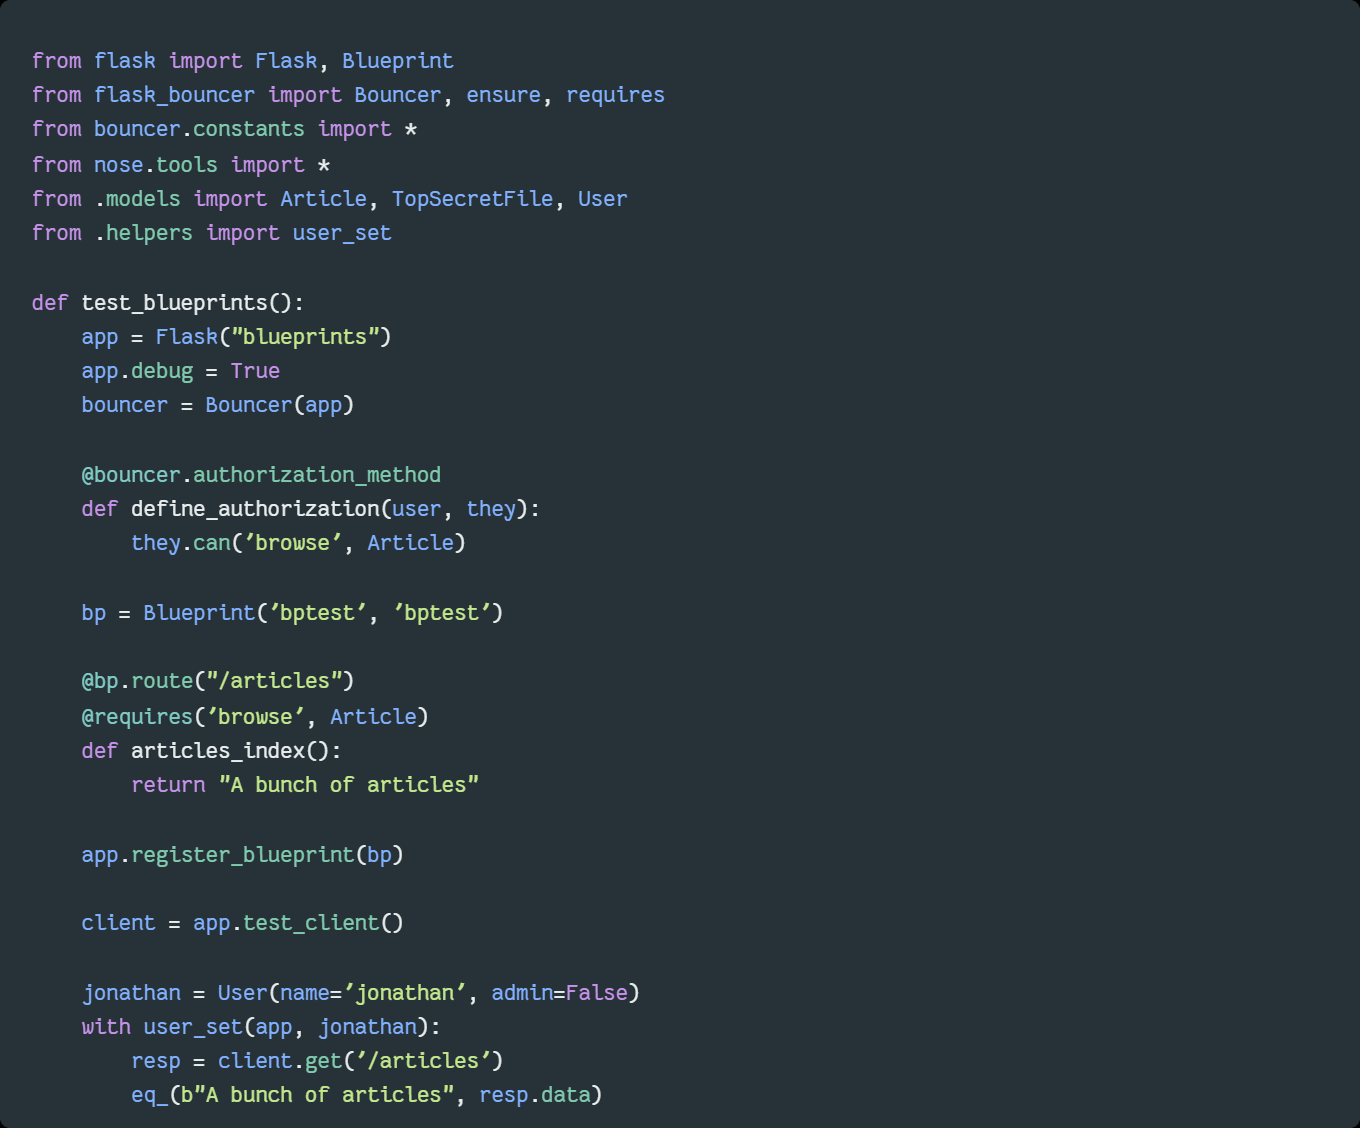 from flask import Flask, Blueprint
from flask_bouncer import Bouncer, ensure, requires
from bouncer.constants import *
from nose.tools import *
from .models import Article, TopSecretFile, User
from .helpers import user_set

def test_blueprints():
    app = Flask("blueprints")
    app.debug = True
    bouncer = Bouncer(app)

    @bouncer.authorization_method
    def define_authorization(user, they):
        they.can('browse', Article)

    bp = Blueprint('bptest', 'bptest')

    @bp.route("/articles")
    @requires('browse', Article)
    def articles_index():
        return "A bunch of articles"

    app.register_blueprint(bp)

    client = app.test_client()

    jonathan = User(name='jonathan', admin=False)
    with user_set(app, jonathan):
        resp = client.get('/articles')
        eq_(b"A bunch of articles", resp.data)